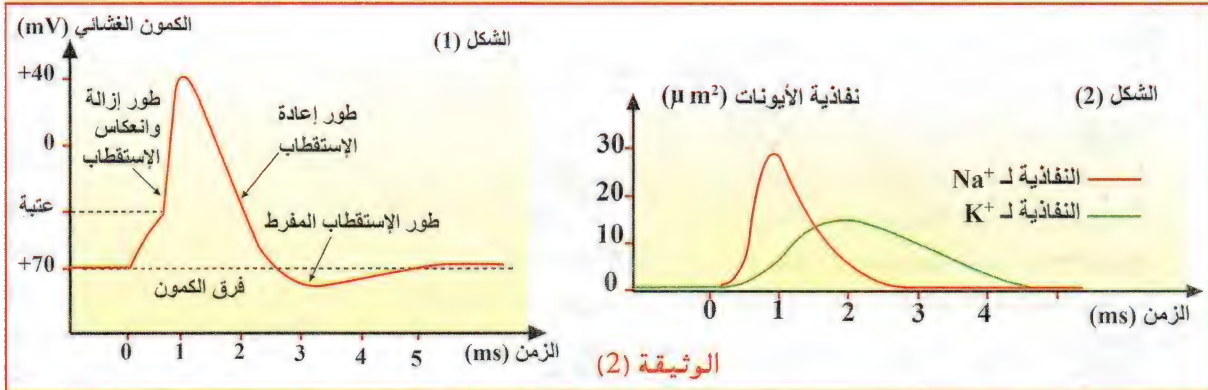 الكمون الغشائي (mV)
الشكل (1)
+40
0
عتبة
+70
طور إزالة
وانعكاس
الإستقطاب
طور إعادة
الإستقطاب
طور الإستقطاب المفرط
فرق الكمون
0 1 2 3 4 5
الزمن (ms)
الشكل (2)
نفاذية الأيونات (µ m²)
30
20
10
0
النفاذية لـ Na⁺
النفاذية لـ K⁺
0 1 2 3 4
الزمن (ms)
الوثيقة (2)